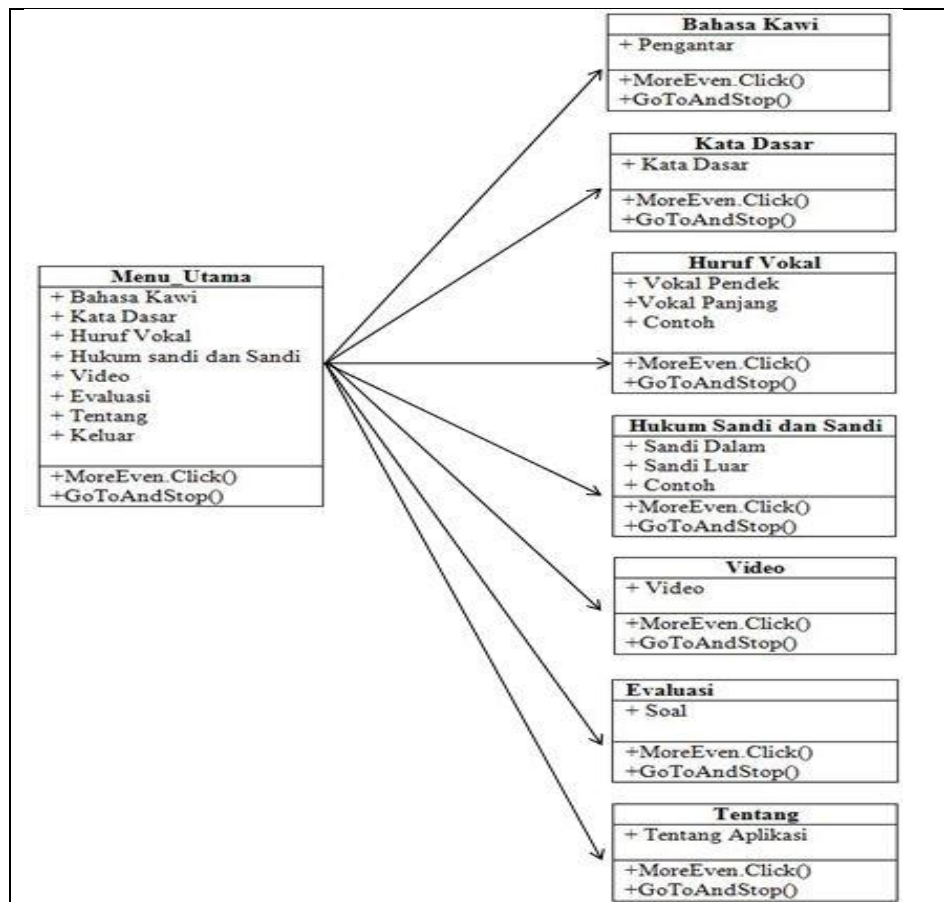 Bahasa Kawi
+ Pengantar
+MoreEven.Click()
+GoToAndStop()
Kata Dasar
+ Kata Dasar
+MoreEven.Click()
+GoToAndStop()
Menu_Utama
+ Bahasa Kawi
+ Kata Dasar
+ Huruf Vokal
+ Hukum sandi dan Sandi
+ Video
+ Evaluasi
+ Tentang
+ Keluar
+MoreEven.Click()
+GoToAndStop()
Huruf Vokal
+ Vokal Pendek
+Vokal Panjang
+ Contoh
+MoreEven.Click()
+GoToAndStop()
Hukum Sandi dan Sandi
+ Sandi Dalam
+ Sandi Luar
+ Contoh
+MoreEven.Click()
+GoToAndStop()
Video
+ Video
+MoreEven.Click()
+GoToAndStop()
Evaluasi
+ Soal
+MoreEven.Click()
+GoToAndStop()
Tentang
+ Tentang Aplikasi
+MoreEven.Click()
+GoToAndStop()